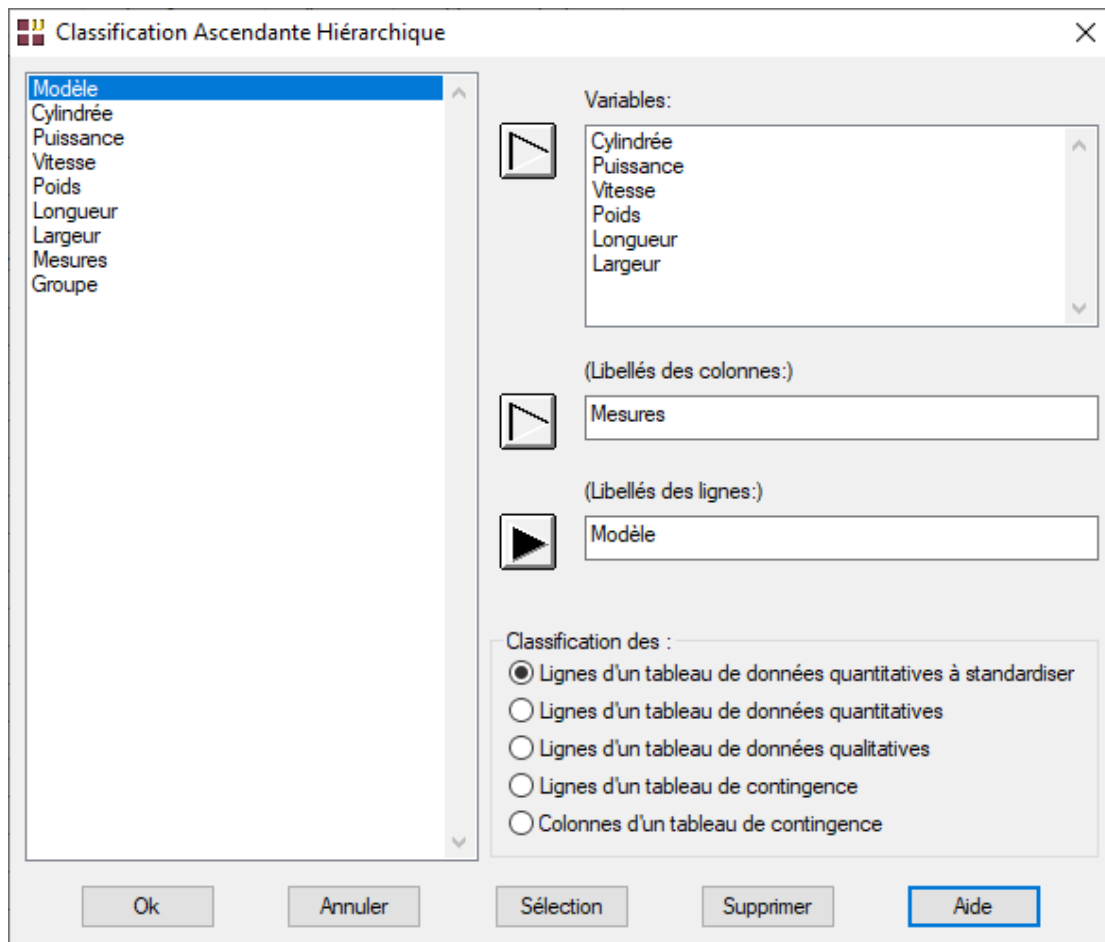 Classification Ascendante Hiérarchique
Modèle
Cylindrée
Puissance
Vitesse
Poids
Longueur
Largeur
Mesures
Groupe
Variables:
Cylindrée
Puissance
Vitesse
Poids
Longueur
Largeur
(Libellés des colonnes:)
Mesures
(Libellés des lignes:)
Modèle
Classification des :
Lignes d'un tableau de données quantitatives à standardiser
Lignes d'un tableau de données quantitatives
Lignes d'un tableau de données qualitatives
Lignes d'un tableau de contingence
Colonnes d'un tableau de contingence
Ok
Annuler
Sélection
Supprimer
Aide